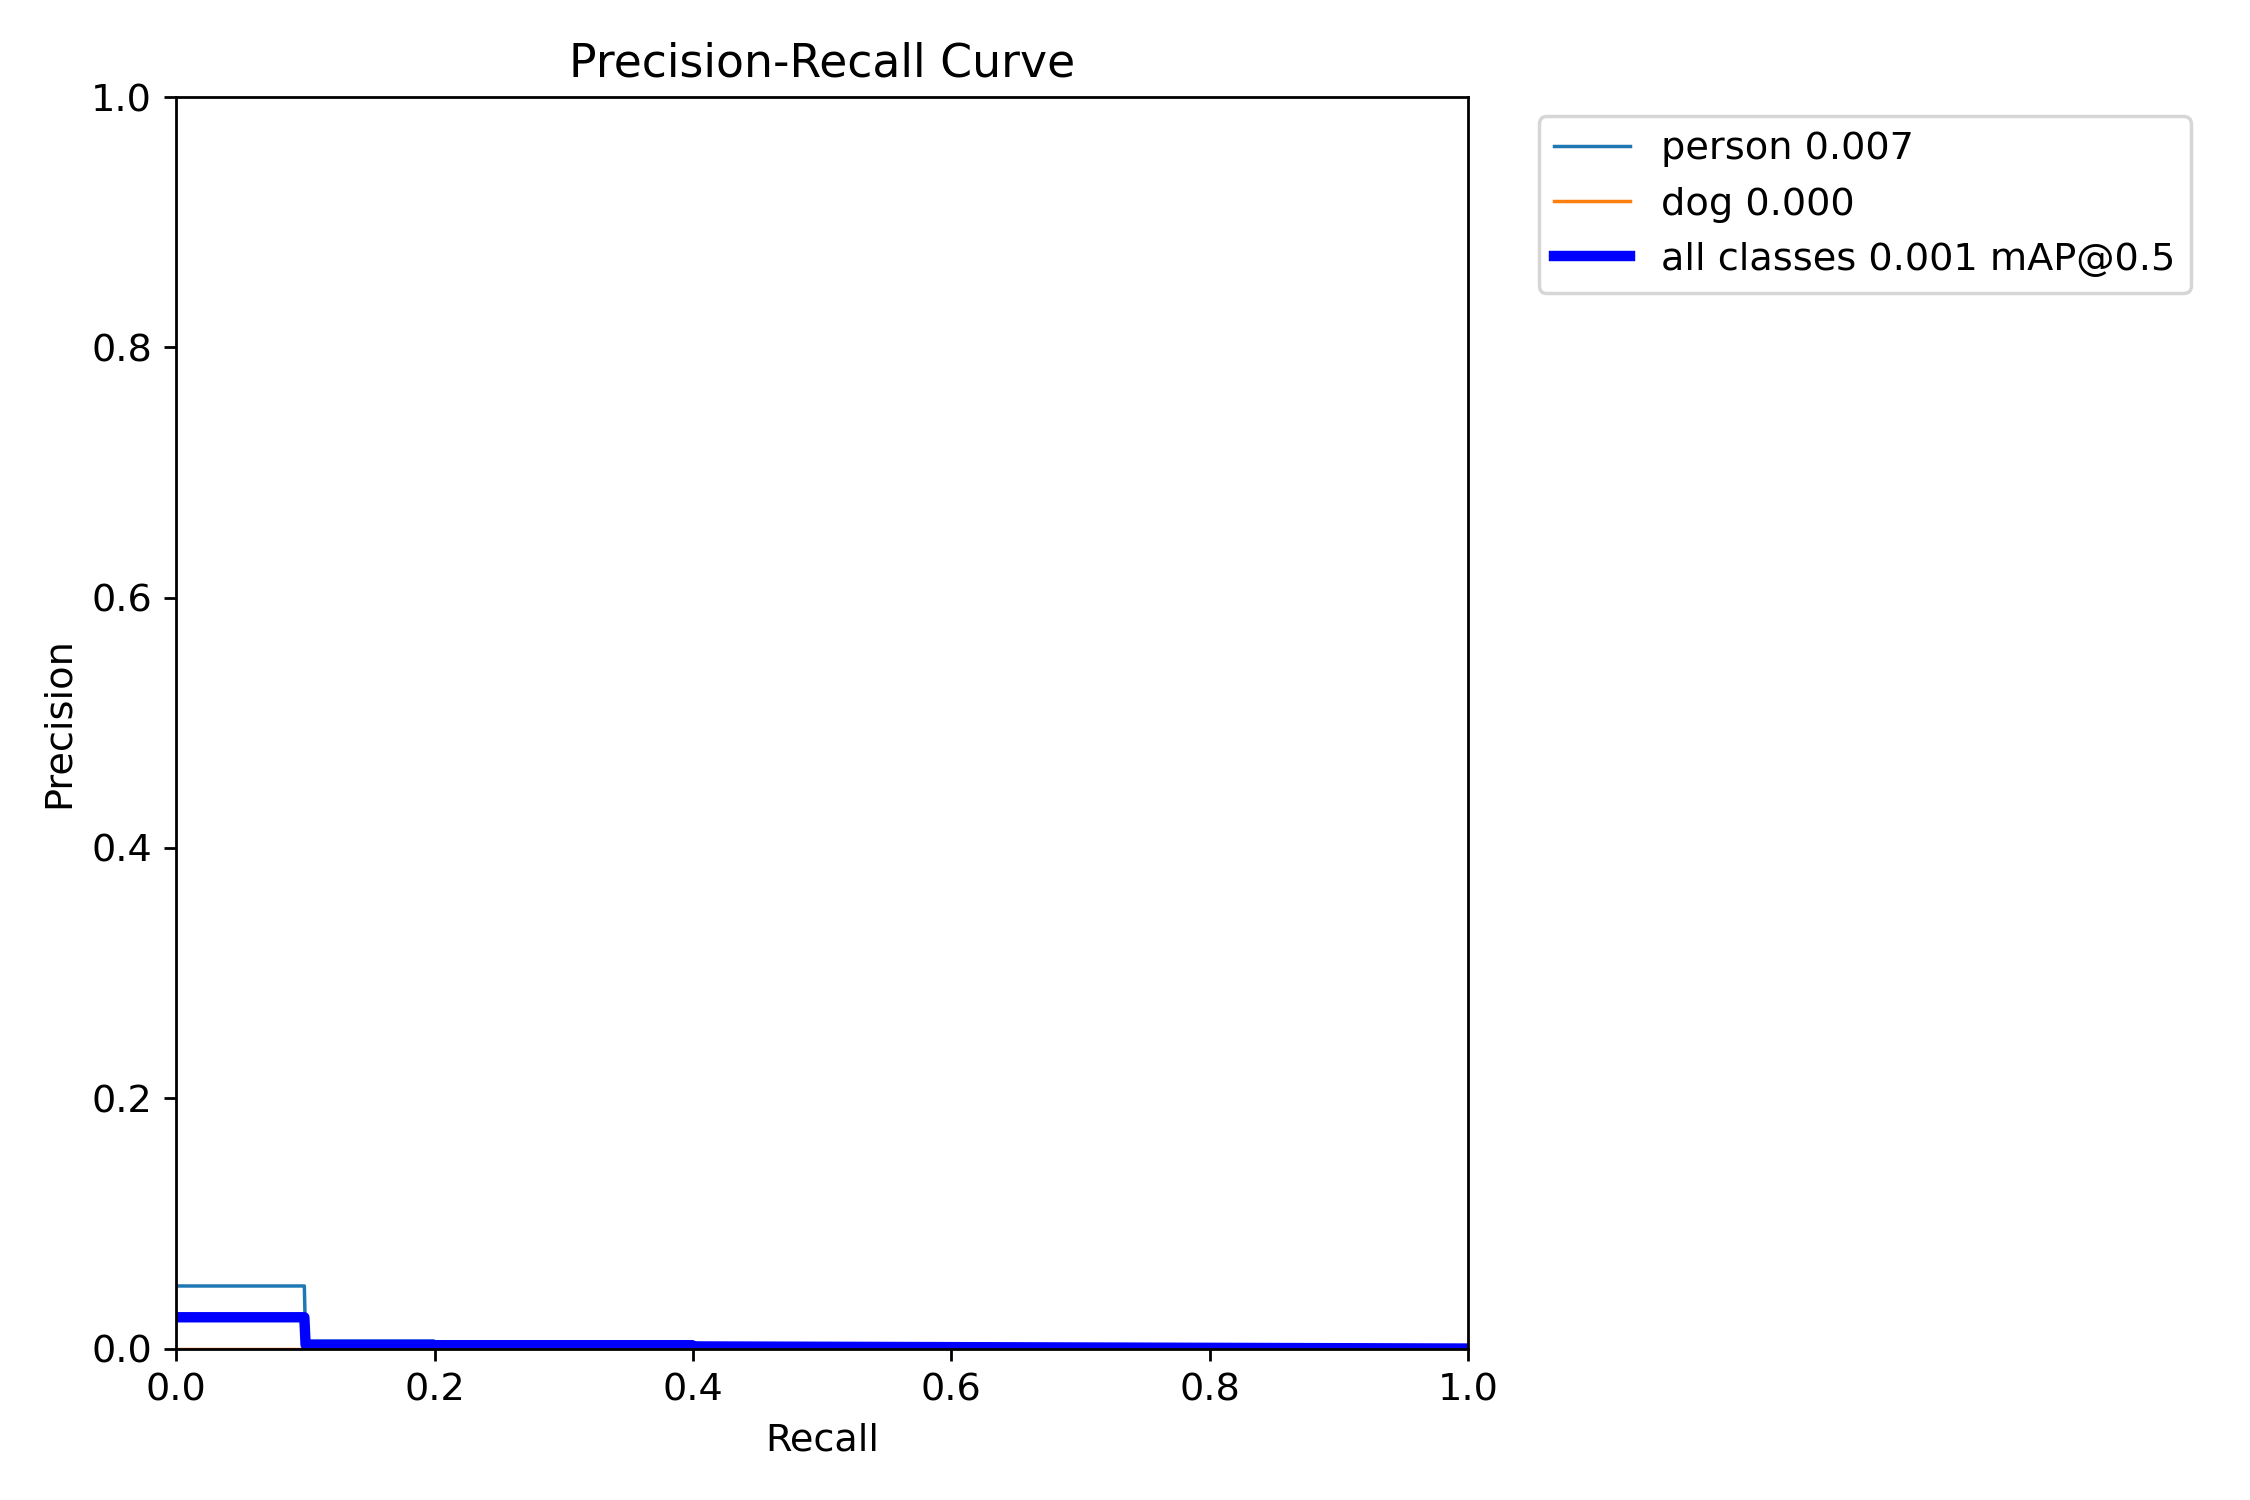 Precision-Recall Curve
1.0
0.8
0.6
0.4
0.2
0.0
Precision
0.0 0.2 0.4 0.6 0.8 1.0
Recall
person 0.007
dog 0.000
all classes 0.001 mAP@0.5